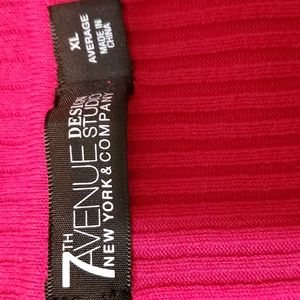 XL
AVERAGE
MADE IN
CHINA
7TH
AVENUE DESIGN
STUDIO
NEW YORK & COMPANY